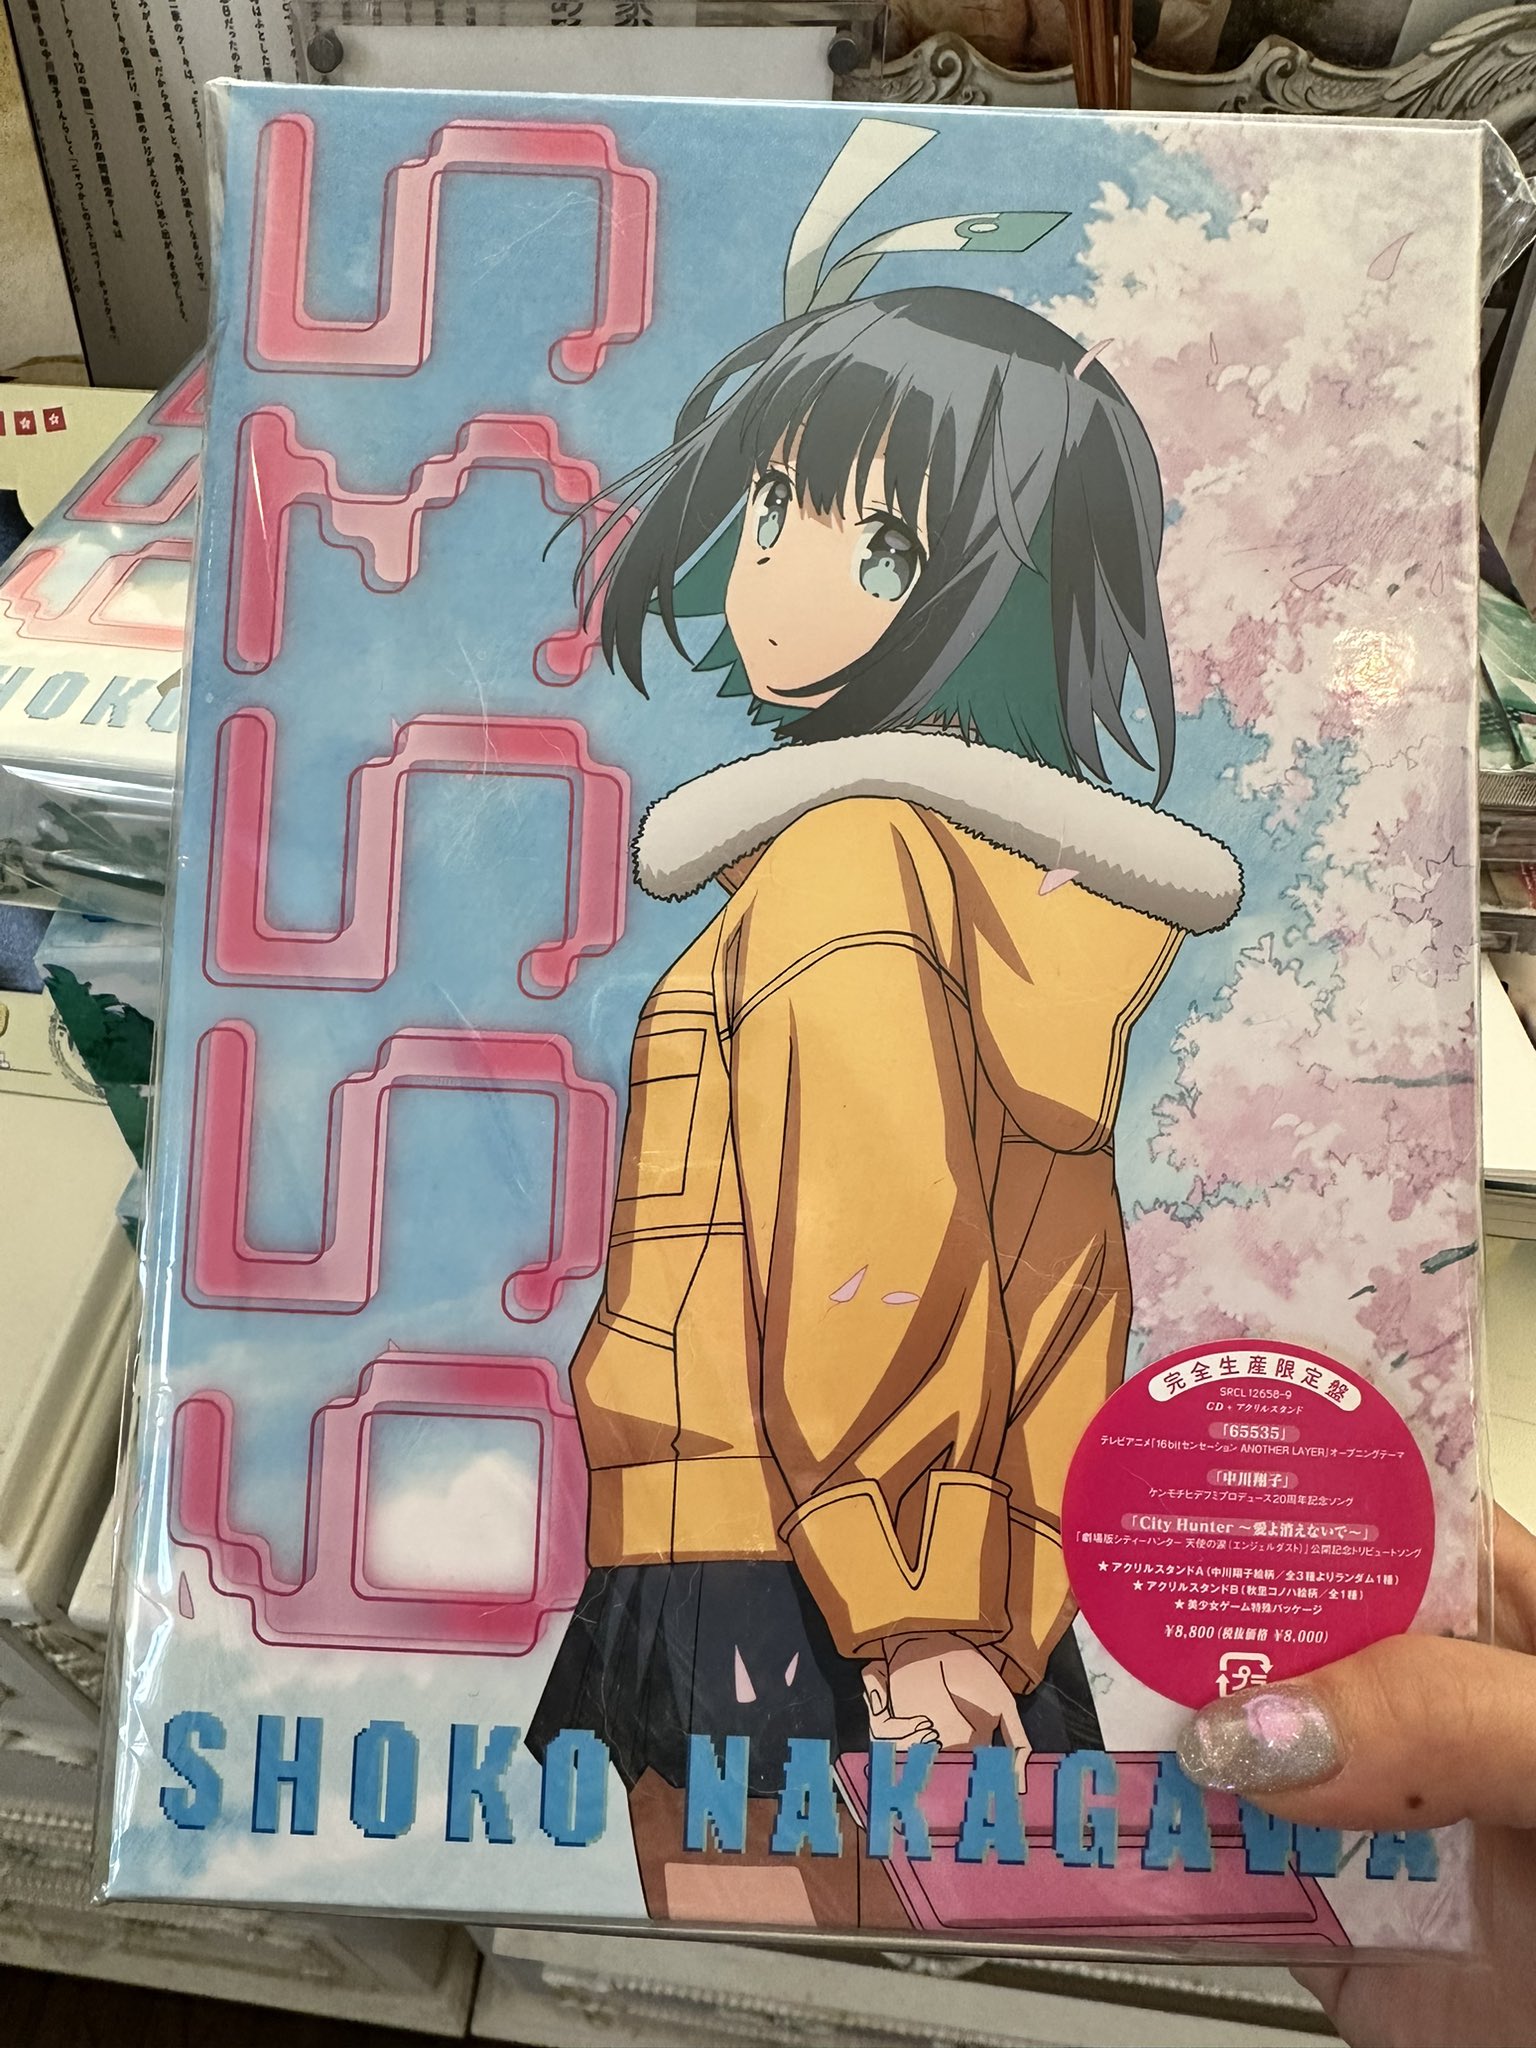 65535
SHOKO NAKAGAWA
完全生産限定盤
SRCL 12658-9
CD + アクリルスタンド
「65535」
テレビアニメ「16bitセンセーション ANOTHER LAYER」オープニングテーマ
「中川翔子」
ケンモチヒデフミプロデュース20周年記念ソング
「City Hunter ～愛よ消えないで～」
「劇場版シティーハンター 天使の涙(エンジェルダスト)」公開記念トリビュートソング
★アクリルスタンドA(中川翔子絵柄/全3種よりランダム1種)
★アクリルスタンドB(秋里コノハ絵柄/全1種)
★美少女ゲーム特殊パッケージ
¥8,800(税抜価格 ¥8,000)
プラ
SHOKO